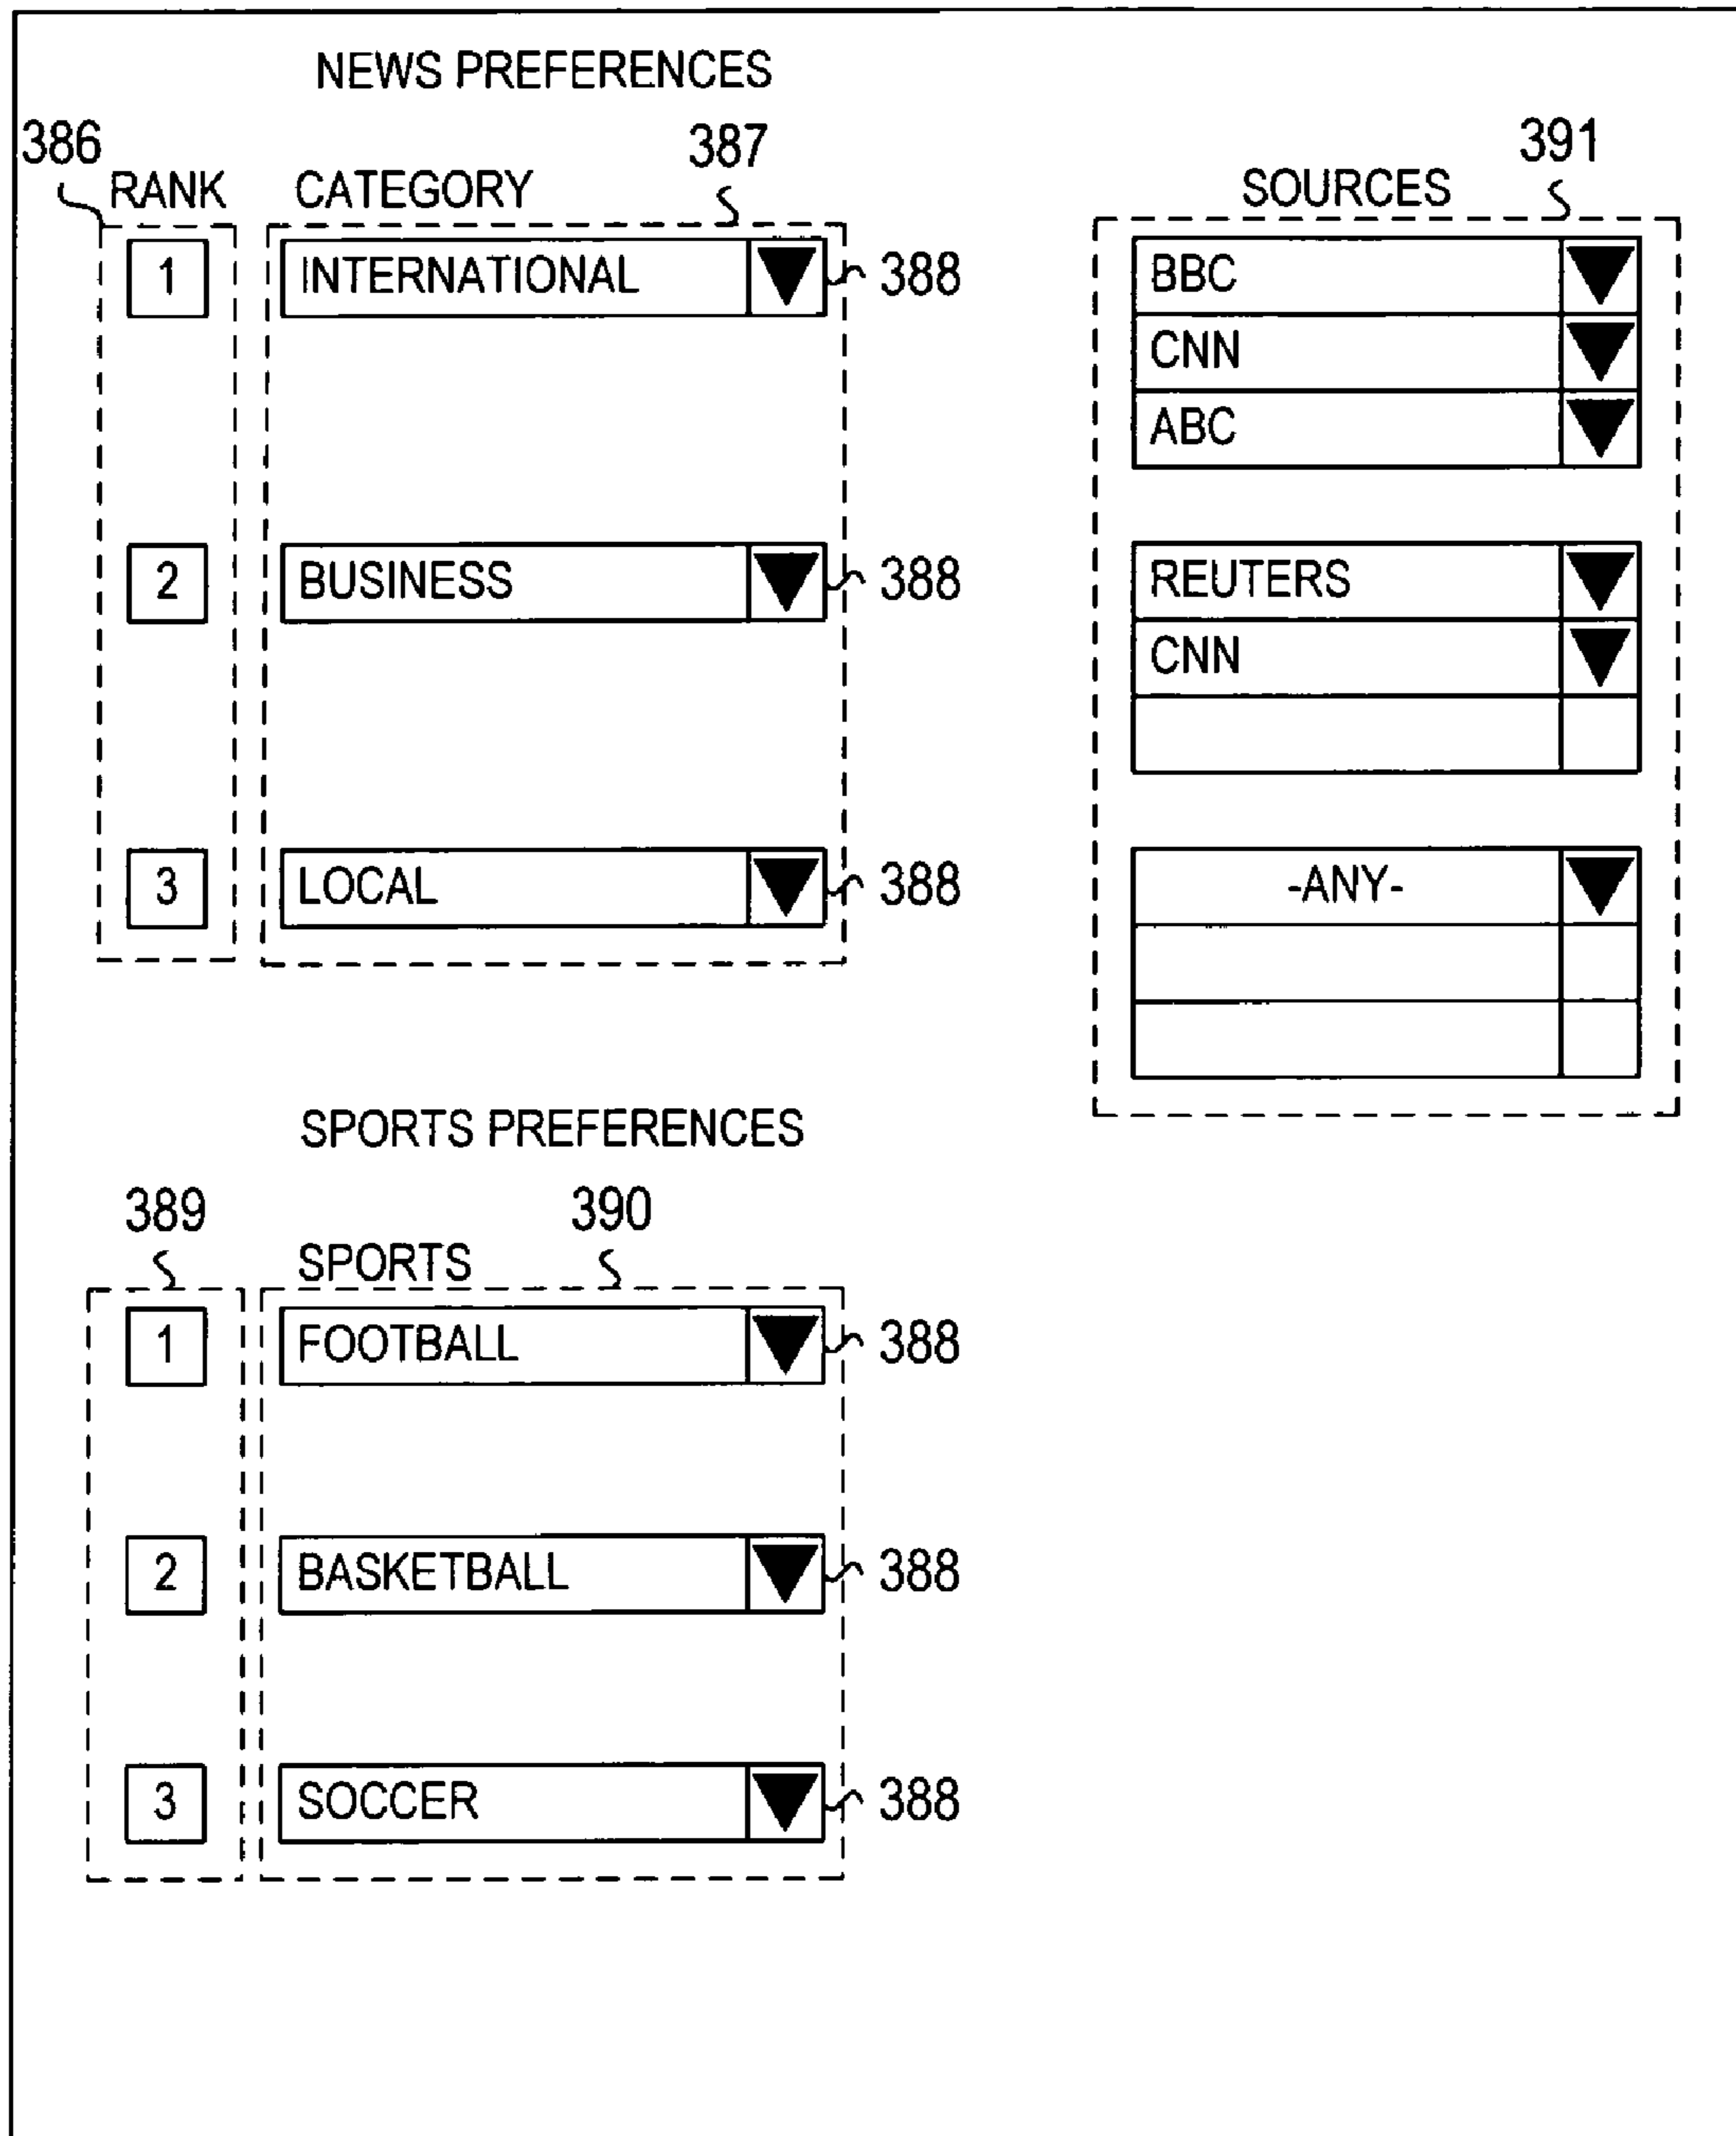 NEWS PREFERENCES
386 387 391
RANK CATEGORY SOURCES
1 INTERNATIONAL 388 BBC
CNN
ABC
2 BUSINESS 388 REUTERS
CNN
3 LOCAL 388 -ANY-
SPORTS PREFERENCES
389 390
SPORTS
1 FOOTBALL 388
2 BASKETBALL 388
3 SOCCER 388